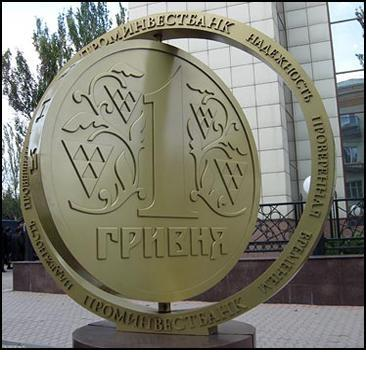 ПРОМИНВЕСТБАНК НАДЕЖНОСТЬ ПРОВЕРЕННАЯ ВРЕМЕНЕМ
1
ГРИВНЯ
ПРОМИНВЕСТБАНК